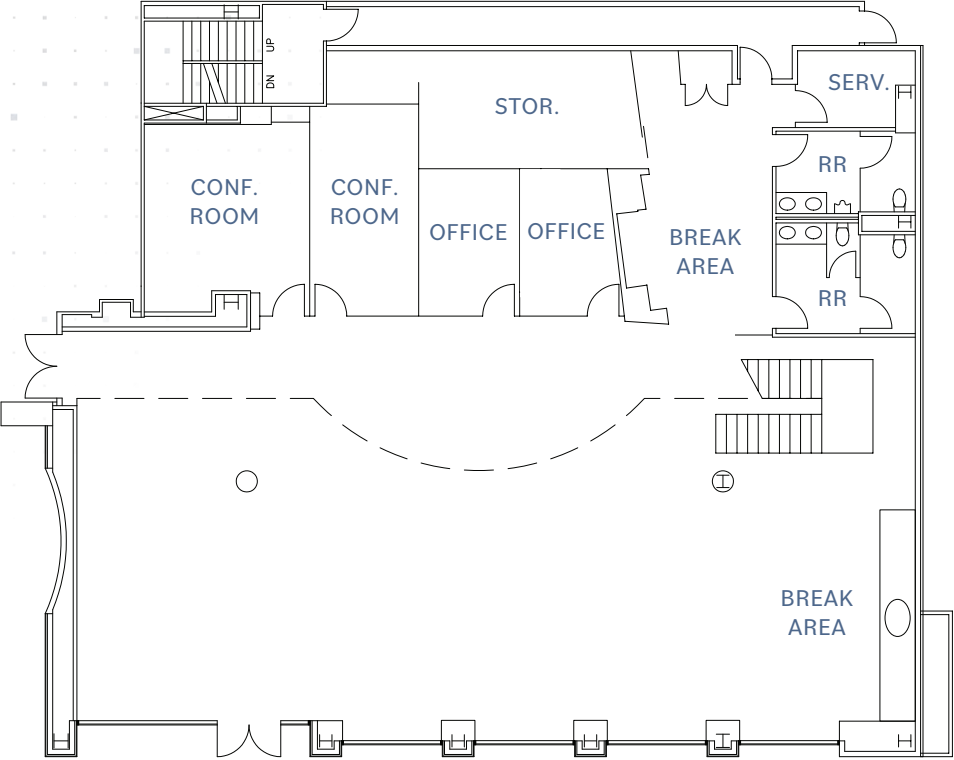 UP
DN
STOR.
SERV.
CONF.
ROOM
CONF.
ROOM
OFFICE
OFFICE
BREAK
AREA
RR
RR
BREAK
AREA